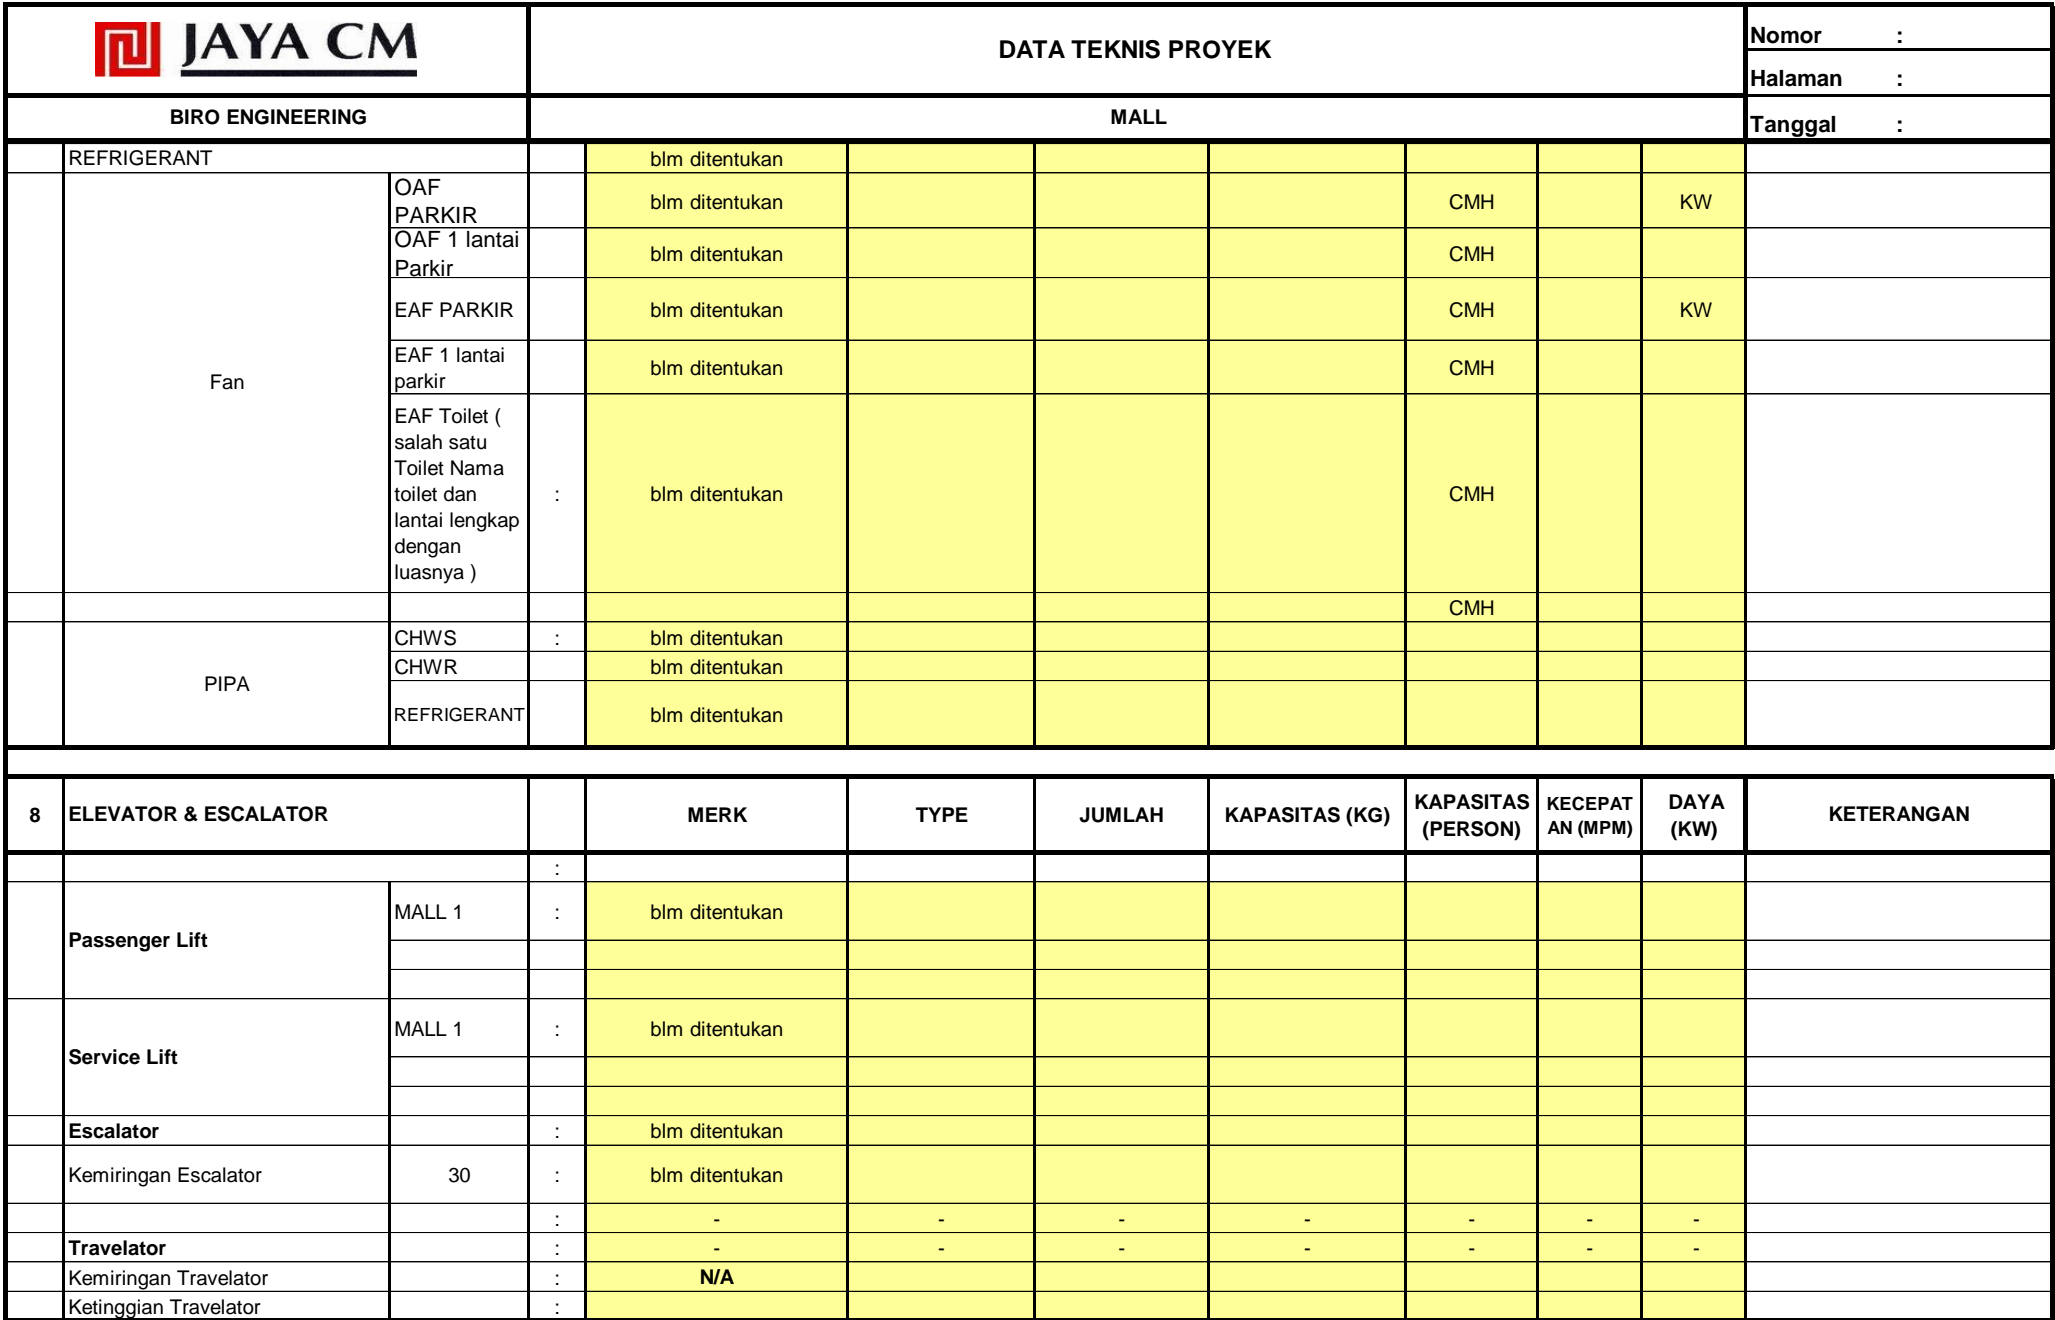 JAYA CM
DATA TEKNIS PROYEK
Nomor :
Halaman :
BIRO ENGINEERING
MALL
Tanggal :
REFRIGERANT blm ditentukan
Fan
OAF
PARKIR
blm ditentukan CMH KW
OAF 1 lantai
Parkir
blm ditentukan CMH
EAF PARKIR blm ditentukan CMH KW
EAF 1 lantai
parkir
blm ditentukan CMH
EAF Toilet (
salah satu
Toilet Nama
toilet dan
lantai lengkap
dengan
luasnya )
: blm ditentukan CMH
CMH
PIPA
CHWS : blm ditentukan
CHWR blm ditentukan
REFRIGERANT blm ditentukan
8 ELEVATOR & ESCALATOR MERK TYPE JUMLAH KAPASITAS (KG)
KAPASITAS
(PERSON)
KECEPAT
AN (MPM)
DAYA
(KW)
KETERANGAN
:
Passenger Lift
MALL 1 : blm ditentukan
Service Lift
MALL 1 : blm ditentukan
Escalator : blm ditentukan
Kemiringan Escalator 30 : blm ditentukan
: - - - - - - -
Travelator : - - - - - - -
Kemiringan Travelator : N/A
Ketinggian Travelator :